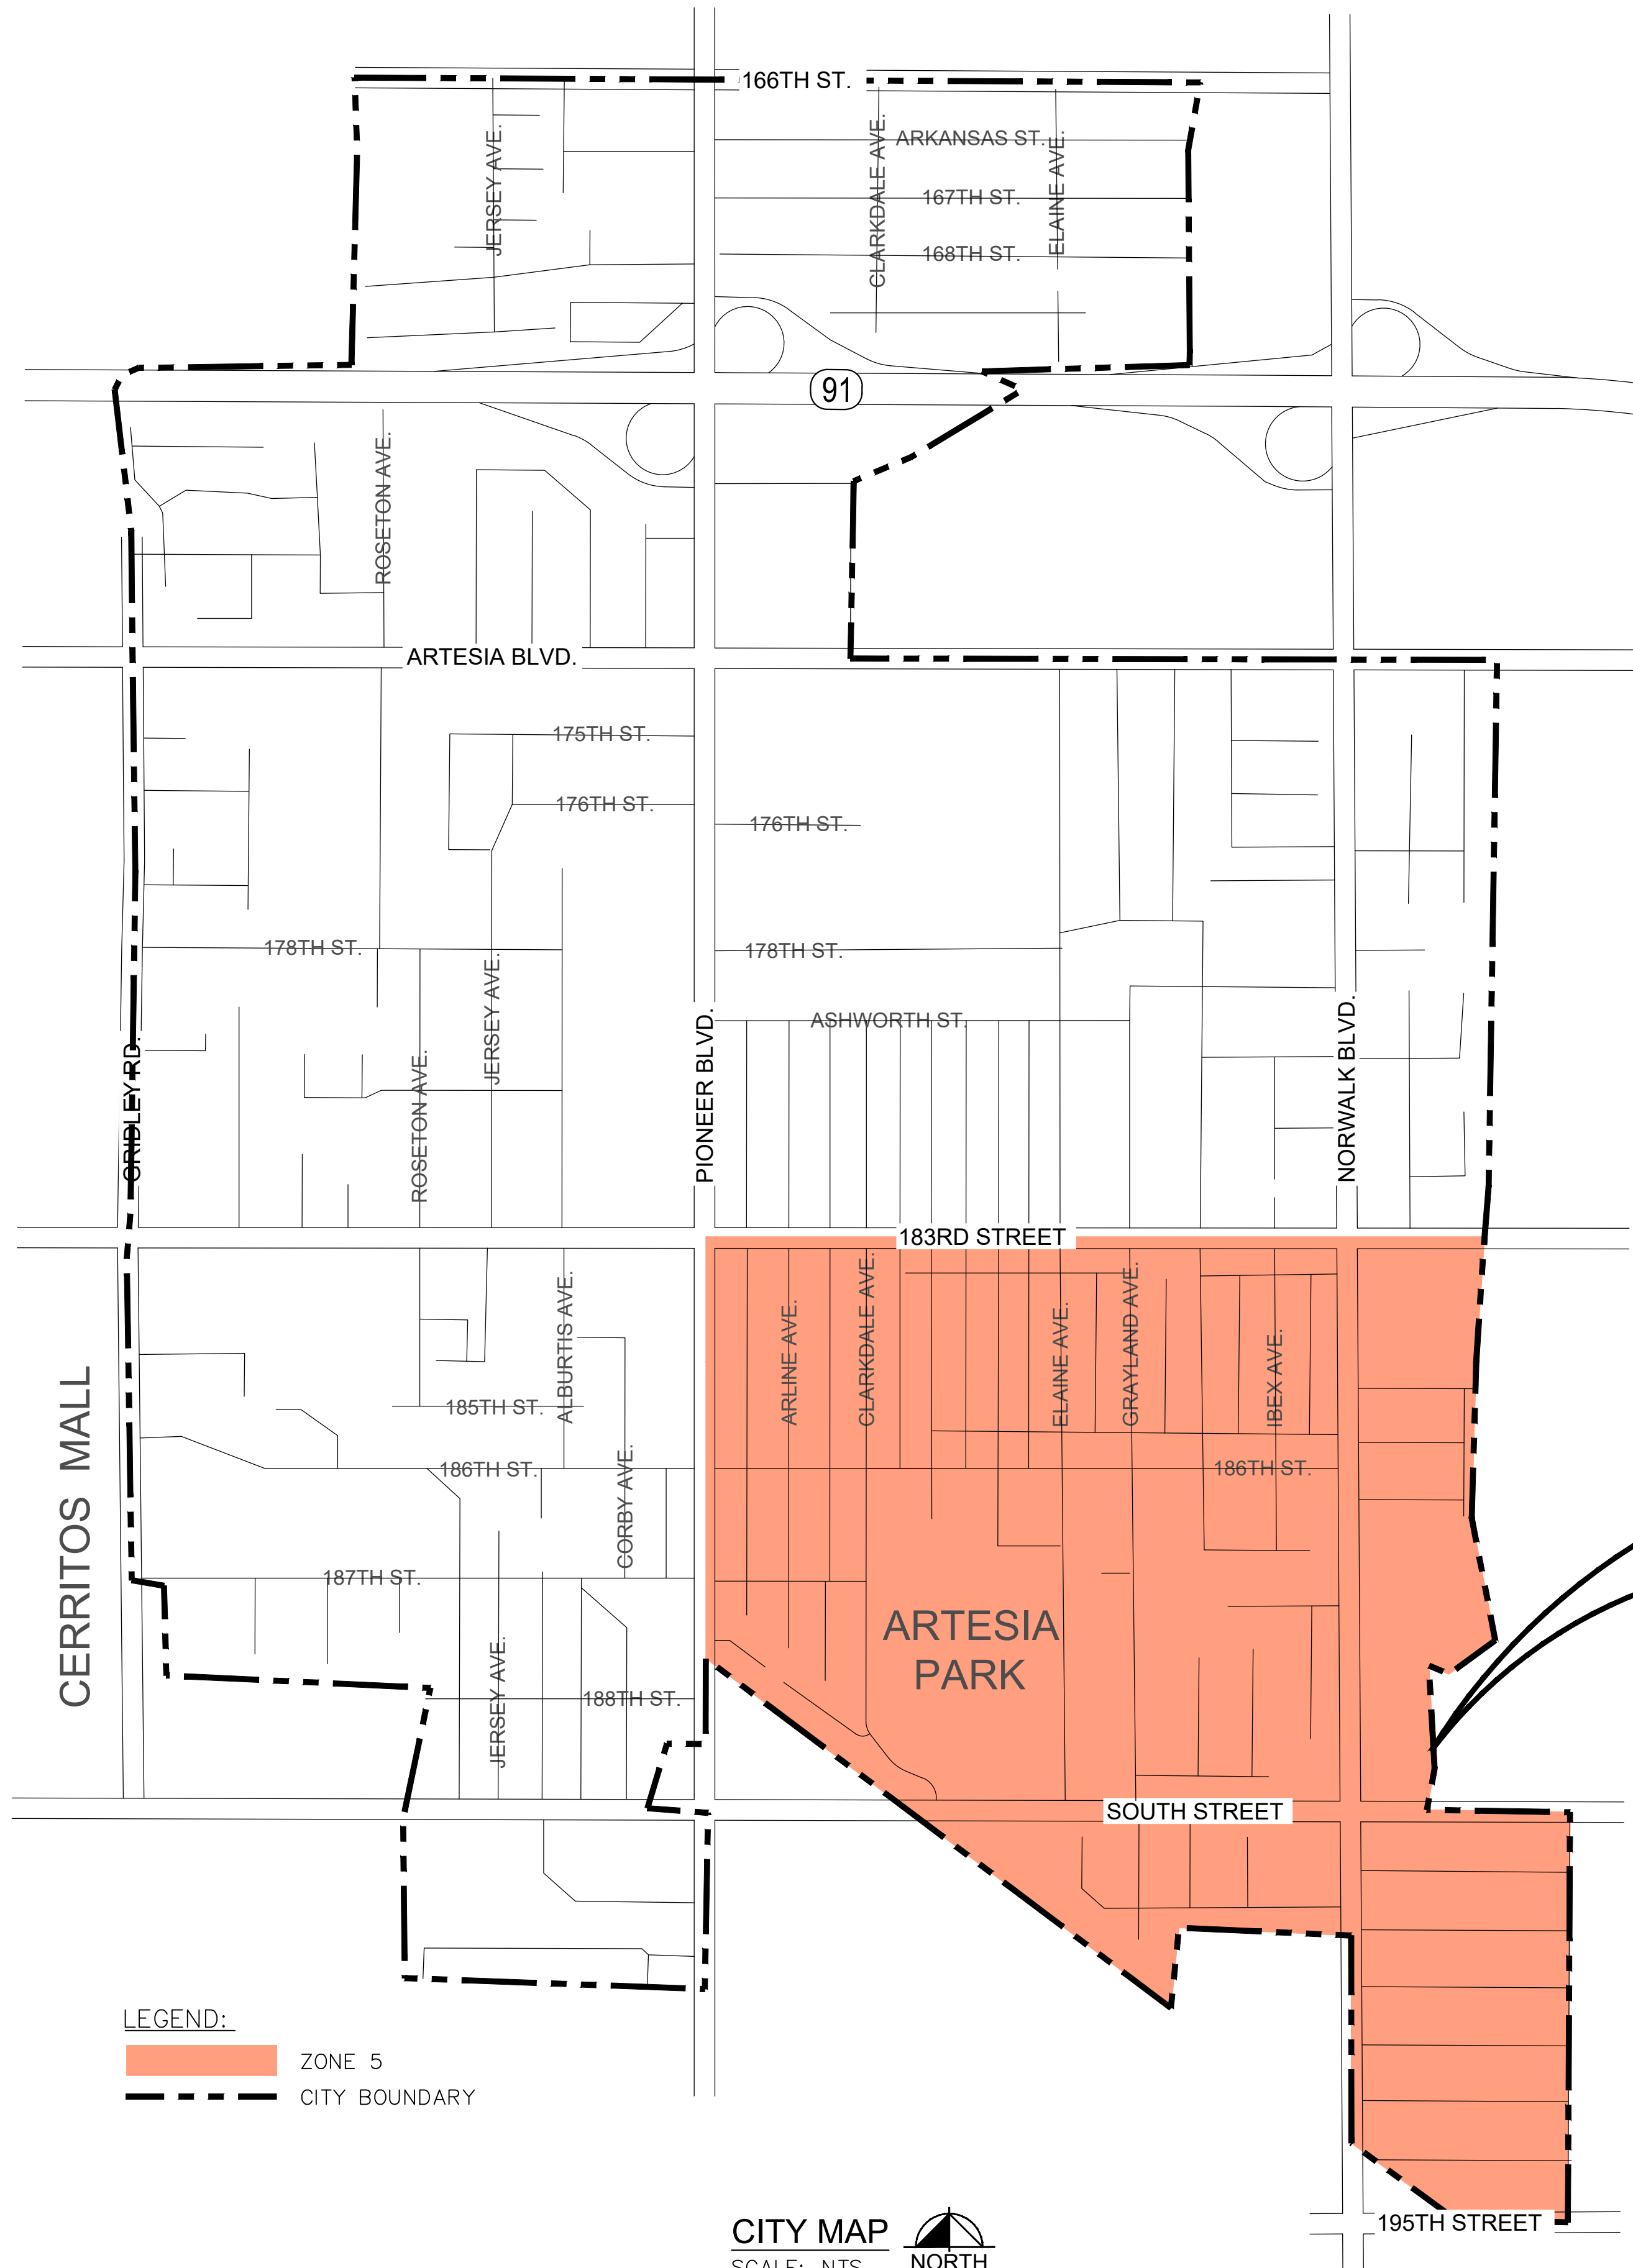 166TH ST.
JERSEY AVE.
CLARKDALE AVE.
ARKANSAS ST.
ELAINE AVE.
167TH ST.
168TH ST.
91
ROSETON AVE.
ARTESIA BLVD.
175TH ST.
176TH ST.
176TH ST.
178TH ST.
178TH ST.
JERSEY AVE.
ASHWORTH ST.
GRIDLEY RD.
ROSETON AVE.
PIONEER BLVD.
NORWALK BLVD.
183RD STREET
ALBURTIS AVE.
ARLINE AVE.
CLARKDALE AVE.
ELAINE AVE.
GRAYLAND AVE.
IBEX AVE.
CERRITOS MALL
185TH ST.
186TH ST.
186TH ST.
CORBY AVE.
187TH ST.
ARTESIA
PARK
JERSEY AVE.
188TH ST.
SOUTH STREET
LEGEND:
ZONE 5
CITY BOUNDARY
195TH STREET
CITY MAP
SCALE: NTS
NORTH